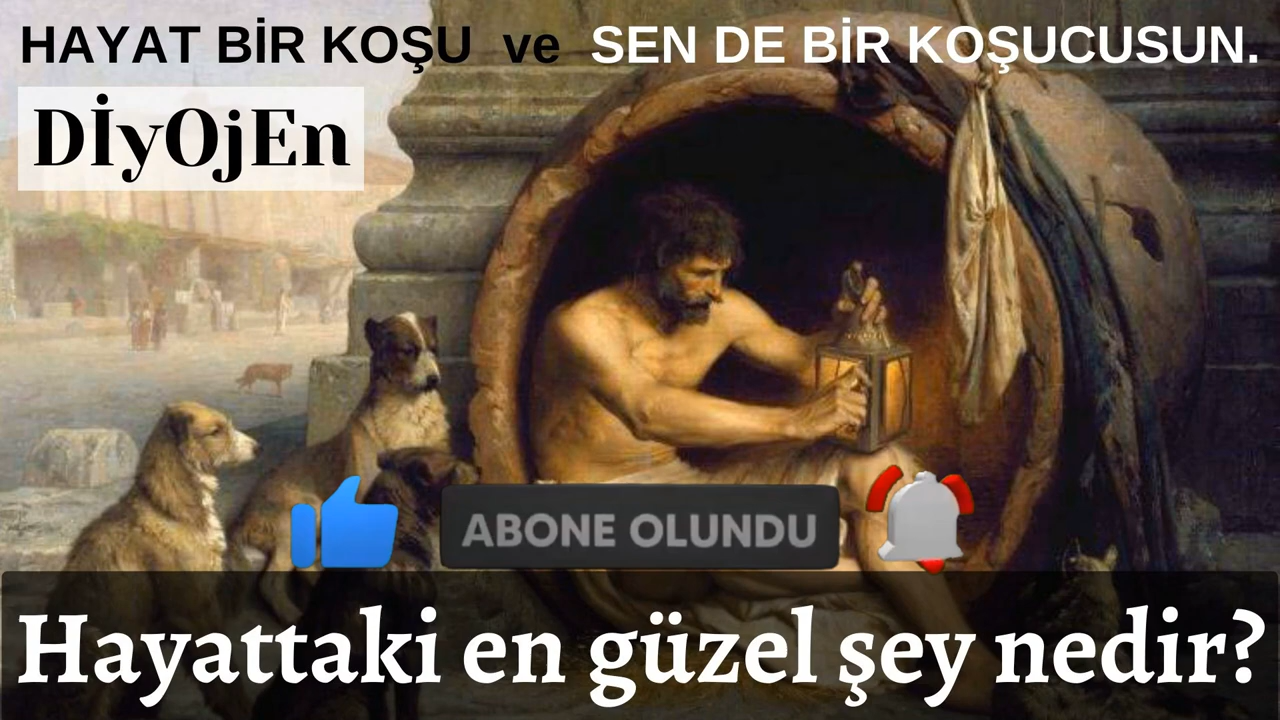 HAYAT BİR KOŞU ve SEN DE BİR KOŞUCUSUN.
DİyOjEn
ABONE OLUNDU
Hayattaki en güzel şey nedir?